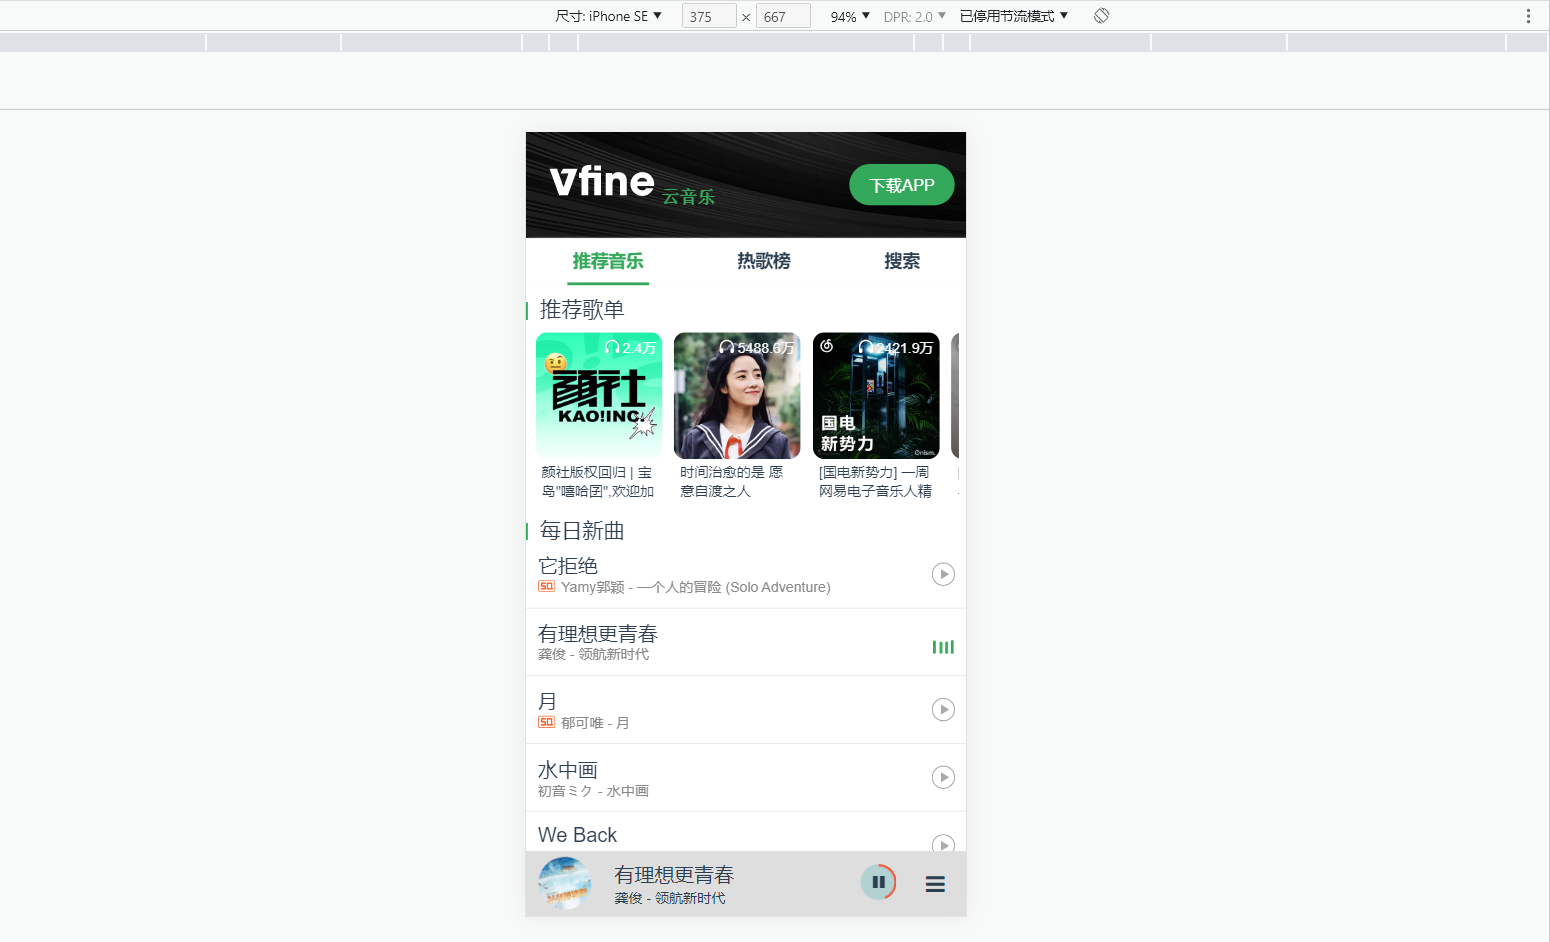 尺寸: iPhone SE
375 × 667
94%
DPR: 2.0
已停用节流模式
vfine 云音乐
下载APP
推荐音乐
热歌榜
搜索
推荐歌单
2.4万
5488.6万
2421.9万
颜社
KAO!INC.
国电
新势力
颜社版权回归 | 宝
岛"嘻哈囝",欢迎加
时间治愈的是 愿
意自渡之人
[国电新势力] 一周
网易电子音乐人精
每日新曲
它拒绝
SQ Yamy郭颖 - 一个人的冒险 (Solo Adventure)
有理想更青春
龚俊 - 领航新时代
月
SQ 郁可唯 - 月
水中画
初音ミク - 水中画
We Back
有理想更青春
龚俊 - 领航新时代